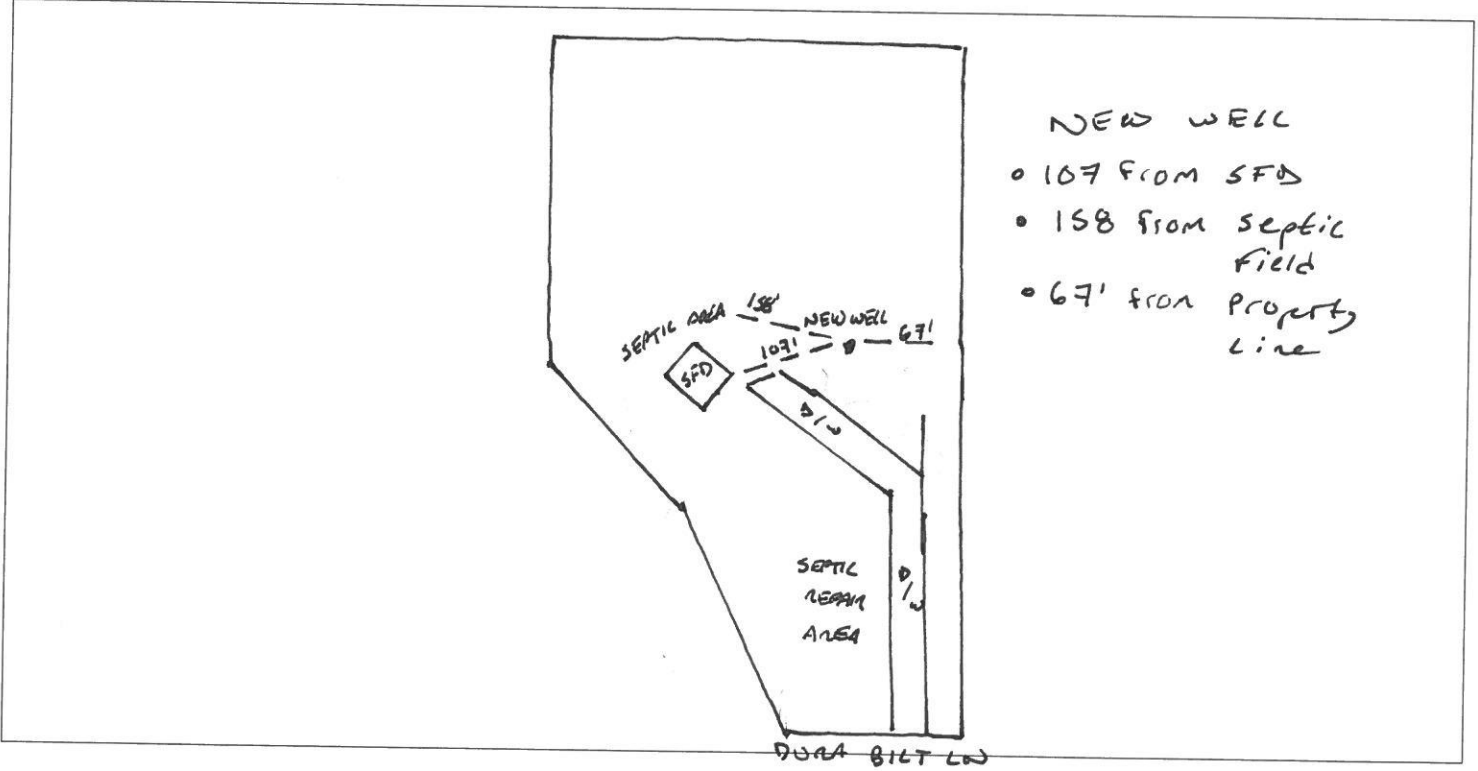 NEW WELL
• 107 from SFD
• 158 from septic
Field
• 67' from Property
Line
SEPTIC AREA
158'
NEW WELL
67'
107'
SFD
D/W
SEPTIC
REPAIR
AREA
D/W
DURA BILT LN